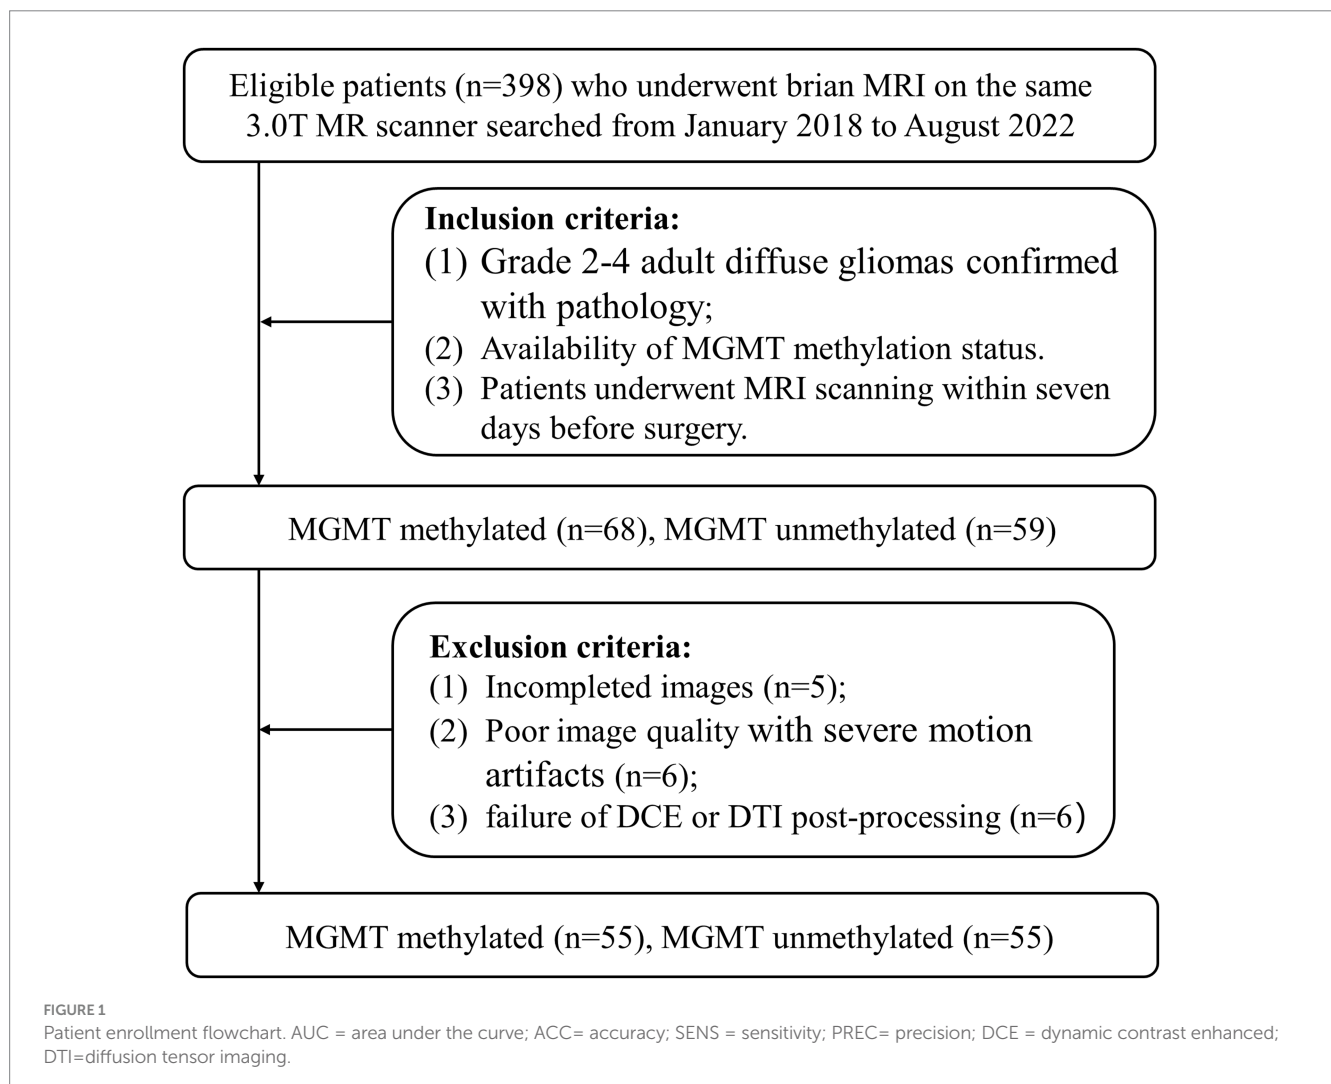 Eligible patients (n=398) who underwent brian MRI on the same
3.0T MR scanner searched from January 2018 to August 2022
Inclusion criteria:
(1) Grade 2-4 adult diffuse gliomas confirmed
with pathology;
(2) Availability of MGMT methylation status.
(3) Patients underwent MRI scanning within seven
days before surgery.
MGMT methylated (n=68), MGMT unmethylated (n=59)
Exclusion criteria:
(1) Incompleted images (n=5);
(2) Poor image quality with severe motion
artifacts (n=6);
(3) failure of DCE or DTI post-processing (n=6)
MGMT methylated (n=55), MGMT unmethylated (n=55)
FIGURE 1
Patient enrollment flowchart. AUC = area under the curve; ACC= accuracy; SENS = sensitivity; PREC= precision; DCE = dynamic contrast enhanced;
DTI=diffusion tensor imaging.